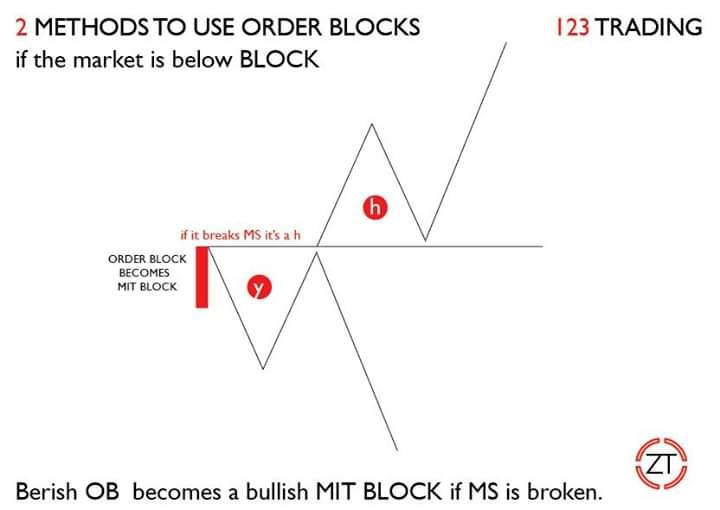 2 METHODS TO USE ORDER BLOCKS
123 TRADING
if the market is below BLOCK
h
if it breaks MS it's a h
ORDER BLOCK
BECOMES
MIT BLOCK
y
ZT
Berish OB becomes a bullish MIT BLOCK if MS is broken.